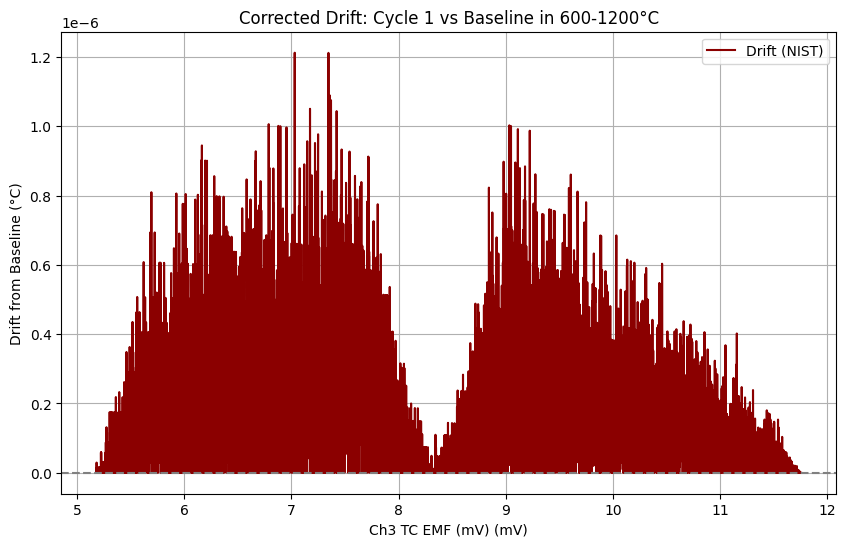 Corrected Drift: Cycle 1 vs Baseline in 600-1200°C
1e−6
Drift (NIST)
1.2
1.0
0.8
0.6
0.4
0.2
0.0
Drift from Baseline (°C)
5 6 7 8 9 10 11 12
Ch3 TC EMF (mV) (mV)